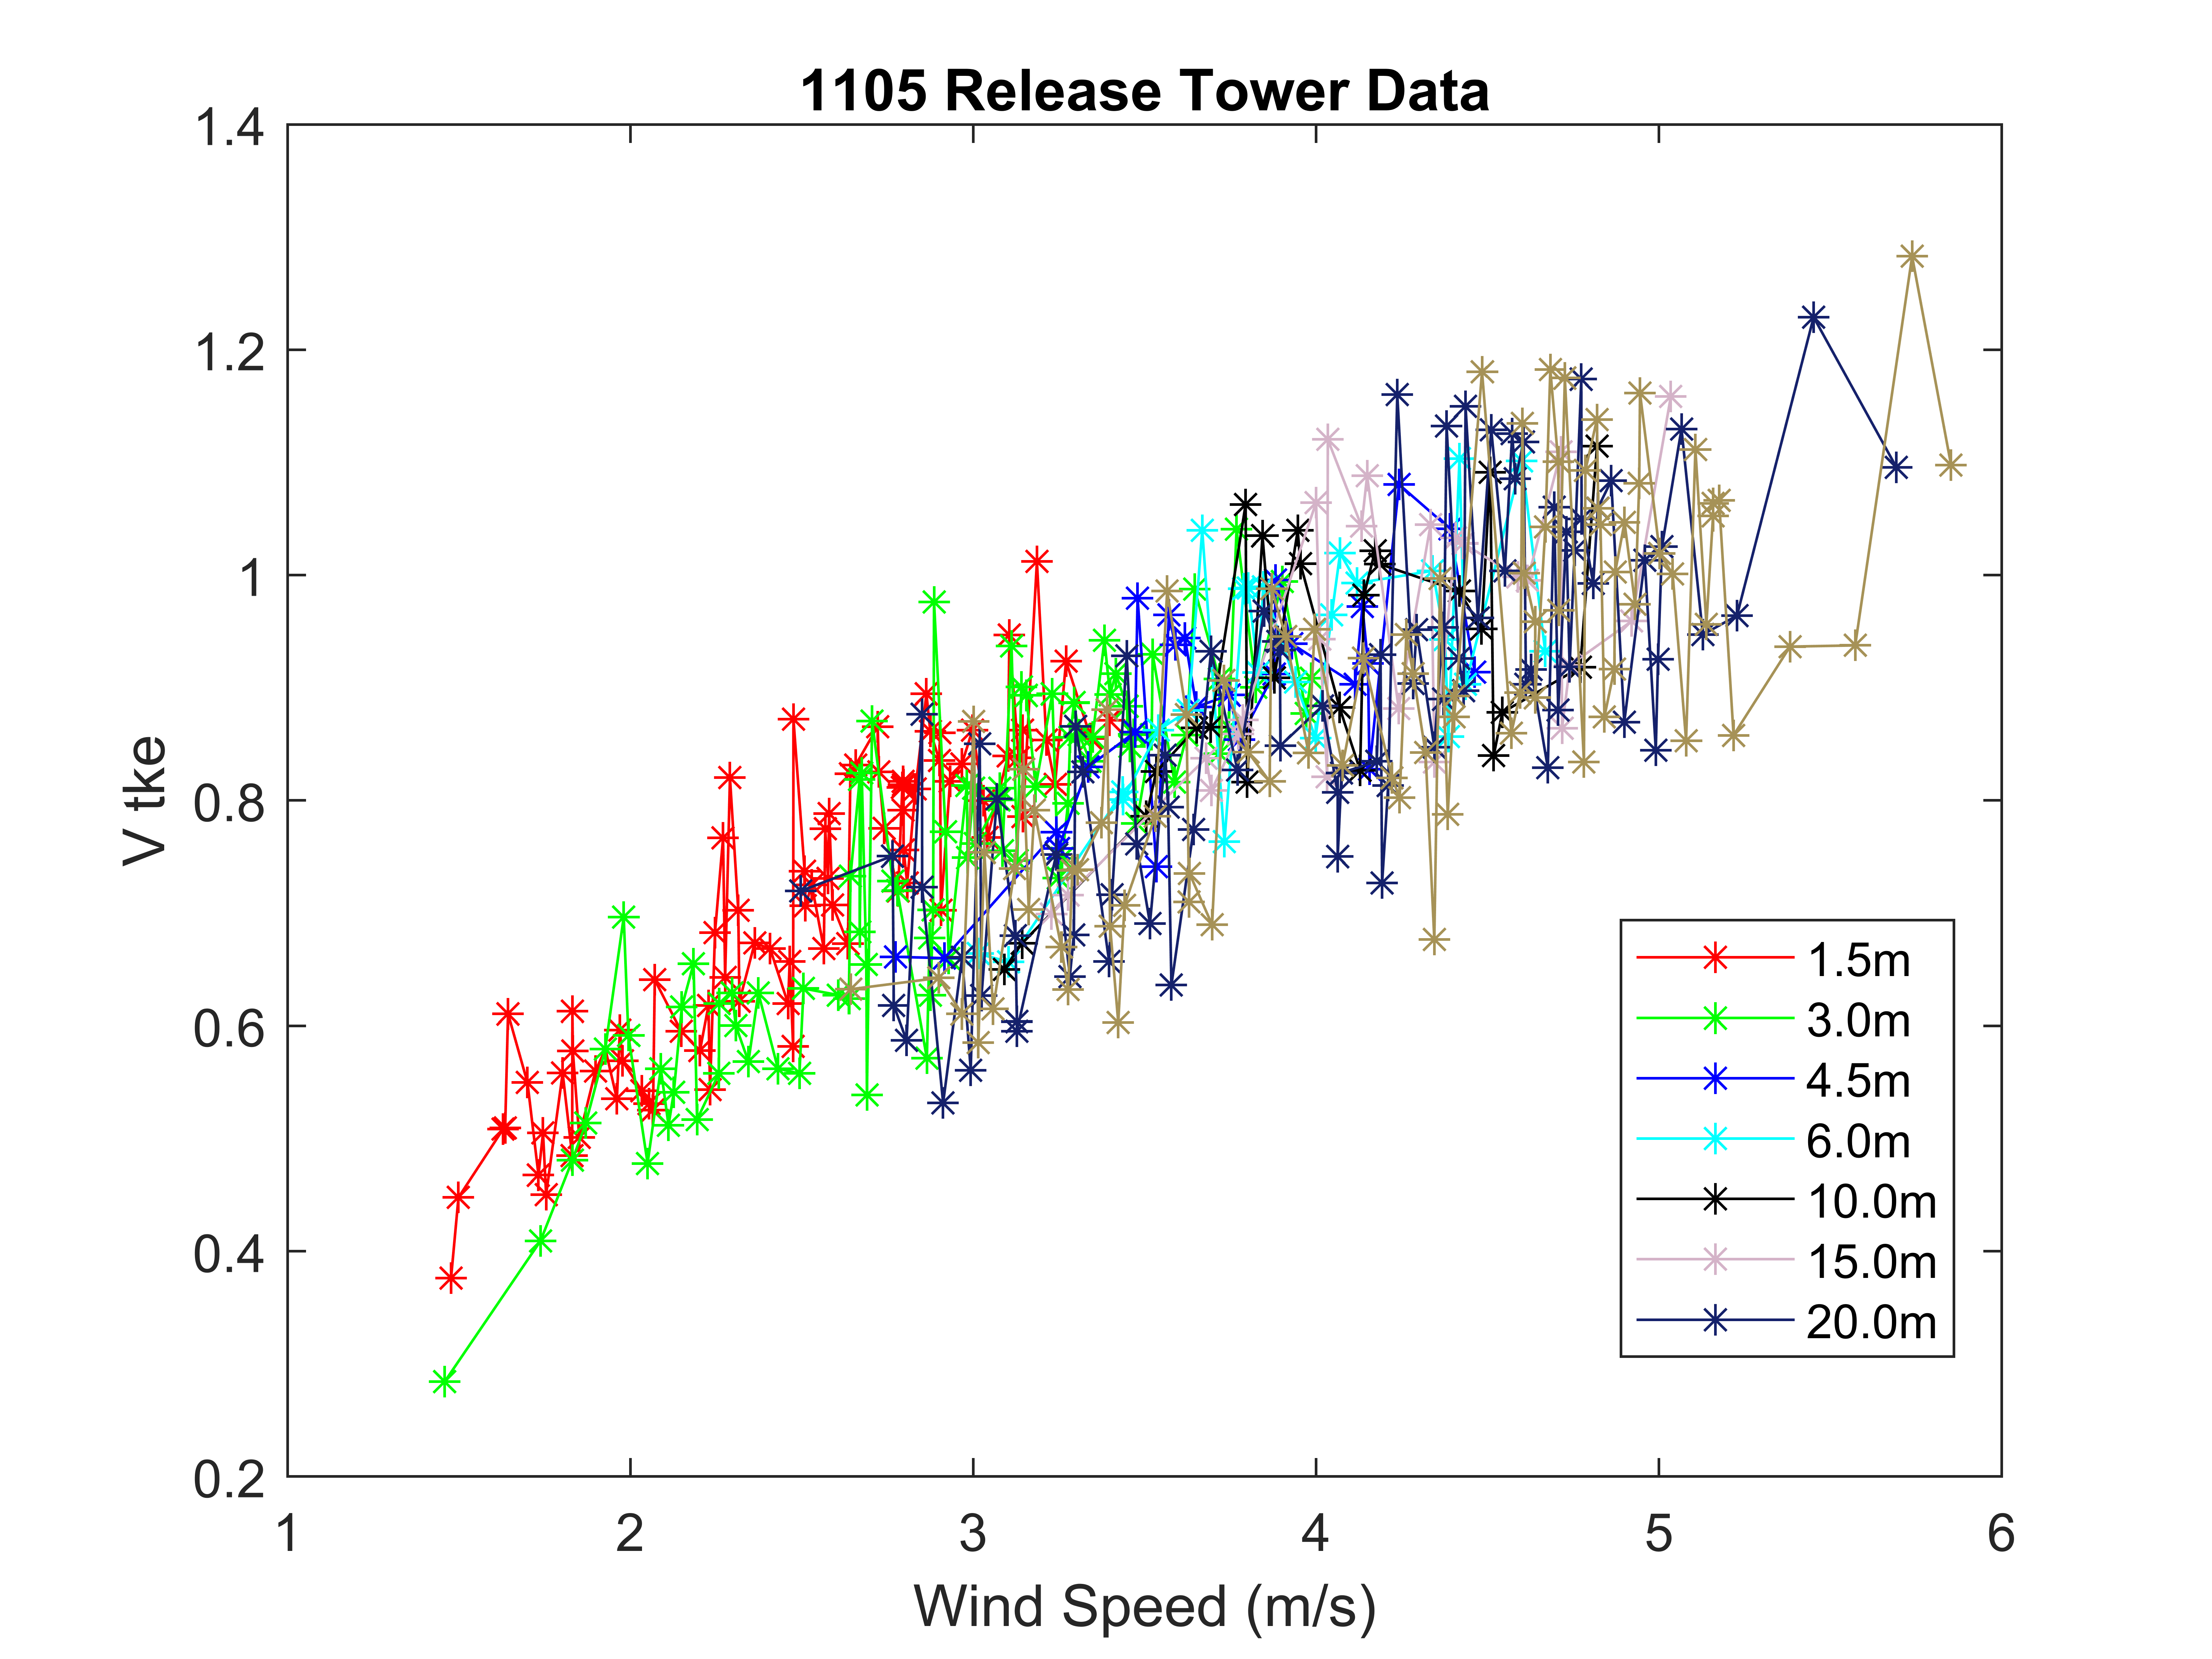 1105 Release Tower Data
1.4
1.2
1
0.8
0.6
0.4
0.2
V tke
1 2 3 4 5 6
Wind Speed (m/s)
1.5m
3.0m
4.5m
6.0m
10.0m
15.0m
20.0m